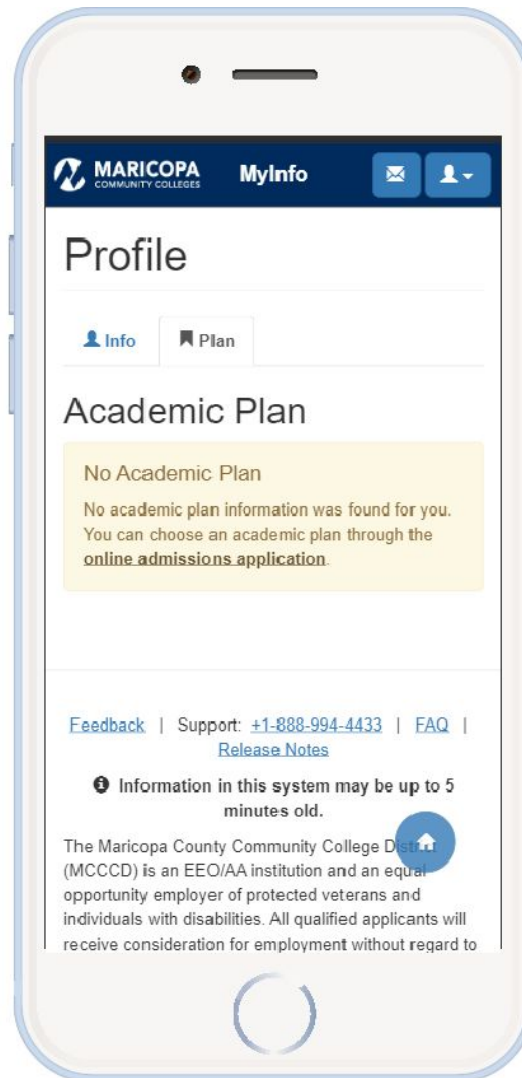 MARICOPA
COMMUNITY COLLEGES
MyInfo
Profile
Info
Plan
Academic Plan
No Academic Plan
No academic plan information was found for you.
You can choose an academic plan through the
online admissions application.
Feedback | Support: +1-888-994-4433 | FAQ |
Release Notes
Information in this system may be up to 5
minutes old.
The Maricopa County Community College District
(MCCCD) is an EEO/AA institution and an equal
opportunity employer of protected veterans and
individuals with disabilities. All qualified applicants will
receive consideration for employment without regard to